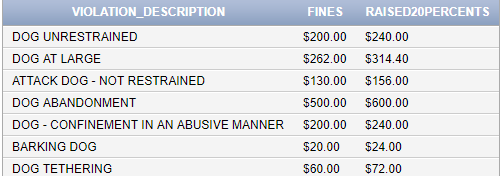 VIOLATION_DESCRIPTION FINES RAISED20PERCENTS
DOG UNRESTRAINED $200.00 $240.00
DOG AT LARGE $262.00 $314.40
ATTACK DOG - NOT RESTRAINED $130.00 $156.00
DOG ABANDONMENT $500.00 $600.00
DOG - CONFINEMENT IN AN ABUSIVE MANNER $200.00 $240.00
BARKING DOG $20.00 $24.00
DOG TETHERING $60.00 $72.00